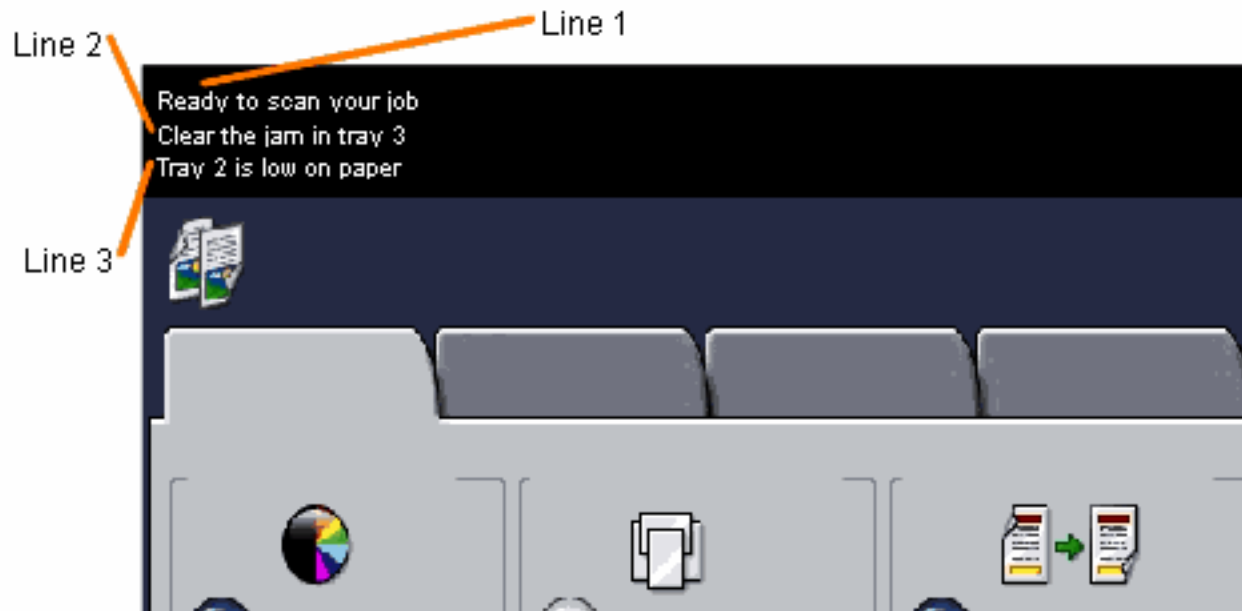 Line 1
Line 2
Ready to scan your job
Clear the jam in tray 3
Tray 2 is low on paper
Line 3